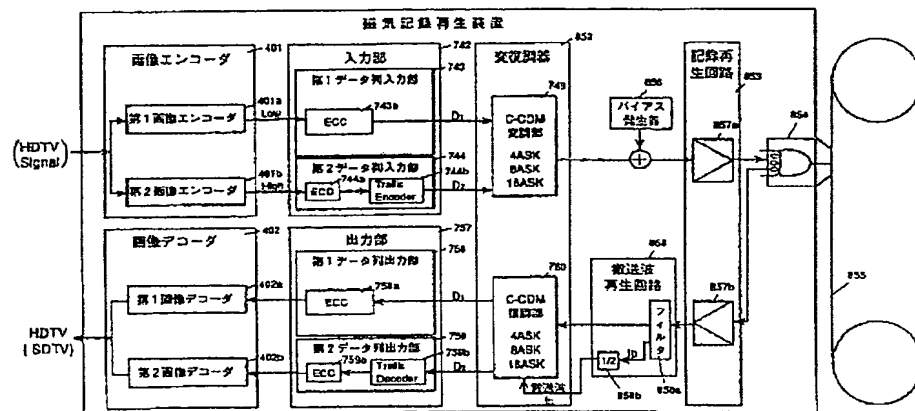 磁気記録再生装置
画像エンコーダ
401
入力部
742
743
変復調器
852
記録再生回路
853
第1データ列入力部
749
856
バイアス発生器
857a
854
第1画像エンコーダ
401a
Low
ECC
743a
D1
C-CDM
変調部
4ASK
8ASK
16ASK
(HDTV Signal)
第2データ列入力部
744
第2画像エンコーダ
401b
High
ECC
744a
Trellis Encoder
744b
D2
画像デコーダ
402
出力部
757
758
第1データ列出力部
760
858
搬送波再生回路
857b
855
第1画像デコーダ
402a
ECC
758a
D1
C-CDM
復調部
4ASK
8ASK
16ASK
フィルタ
858a
HDTV
(SDTV)
第2データ列出力部
759
第2画像デコーダ
402b
ECC
759a
Trellis Decoder
759b
D2
1/2
858b
搬送波